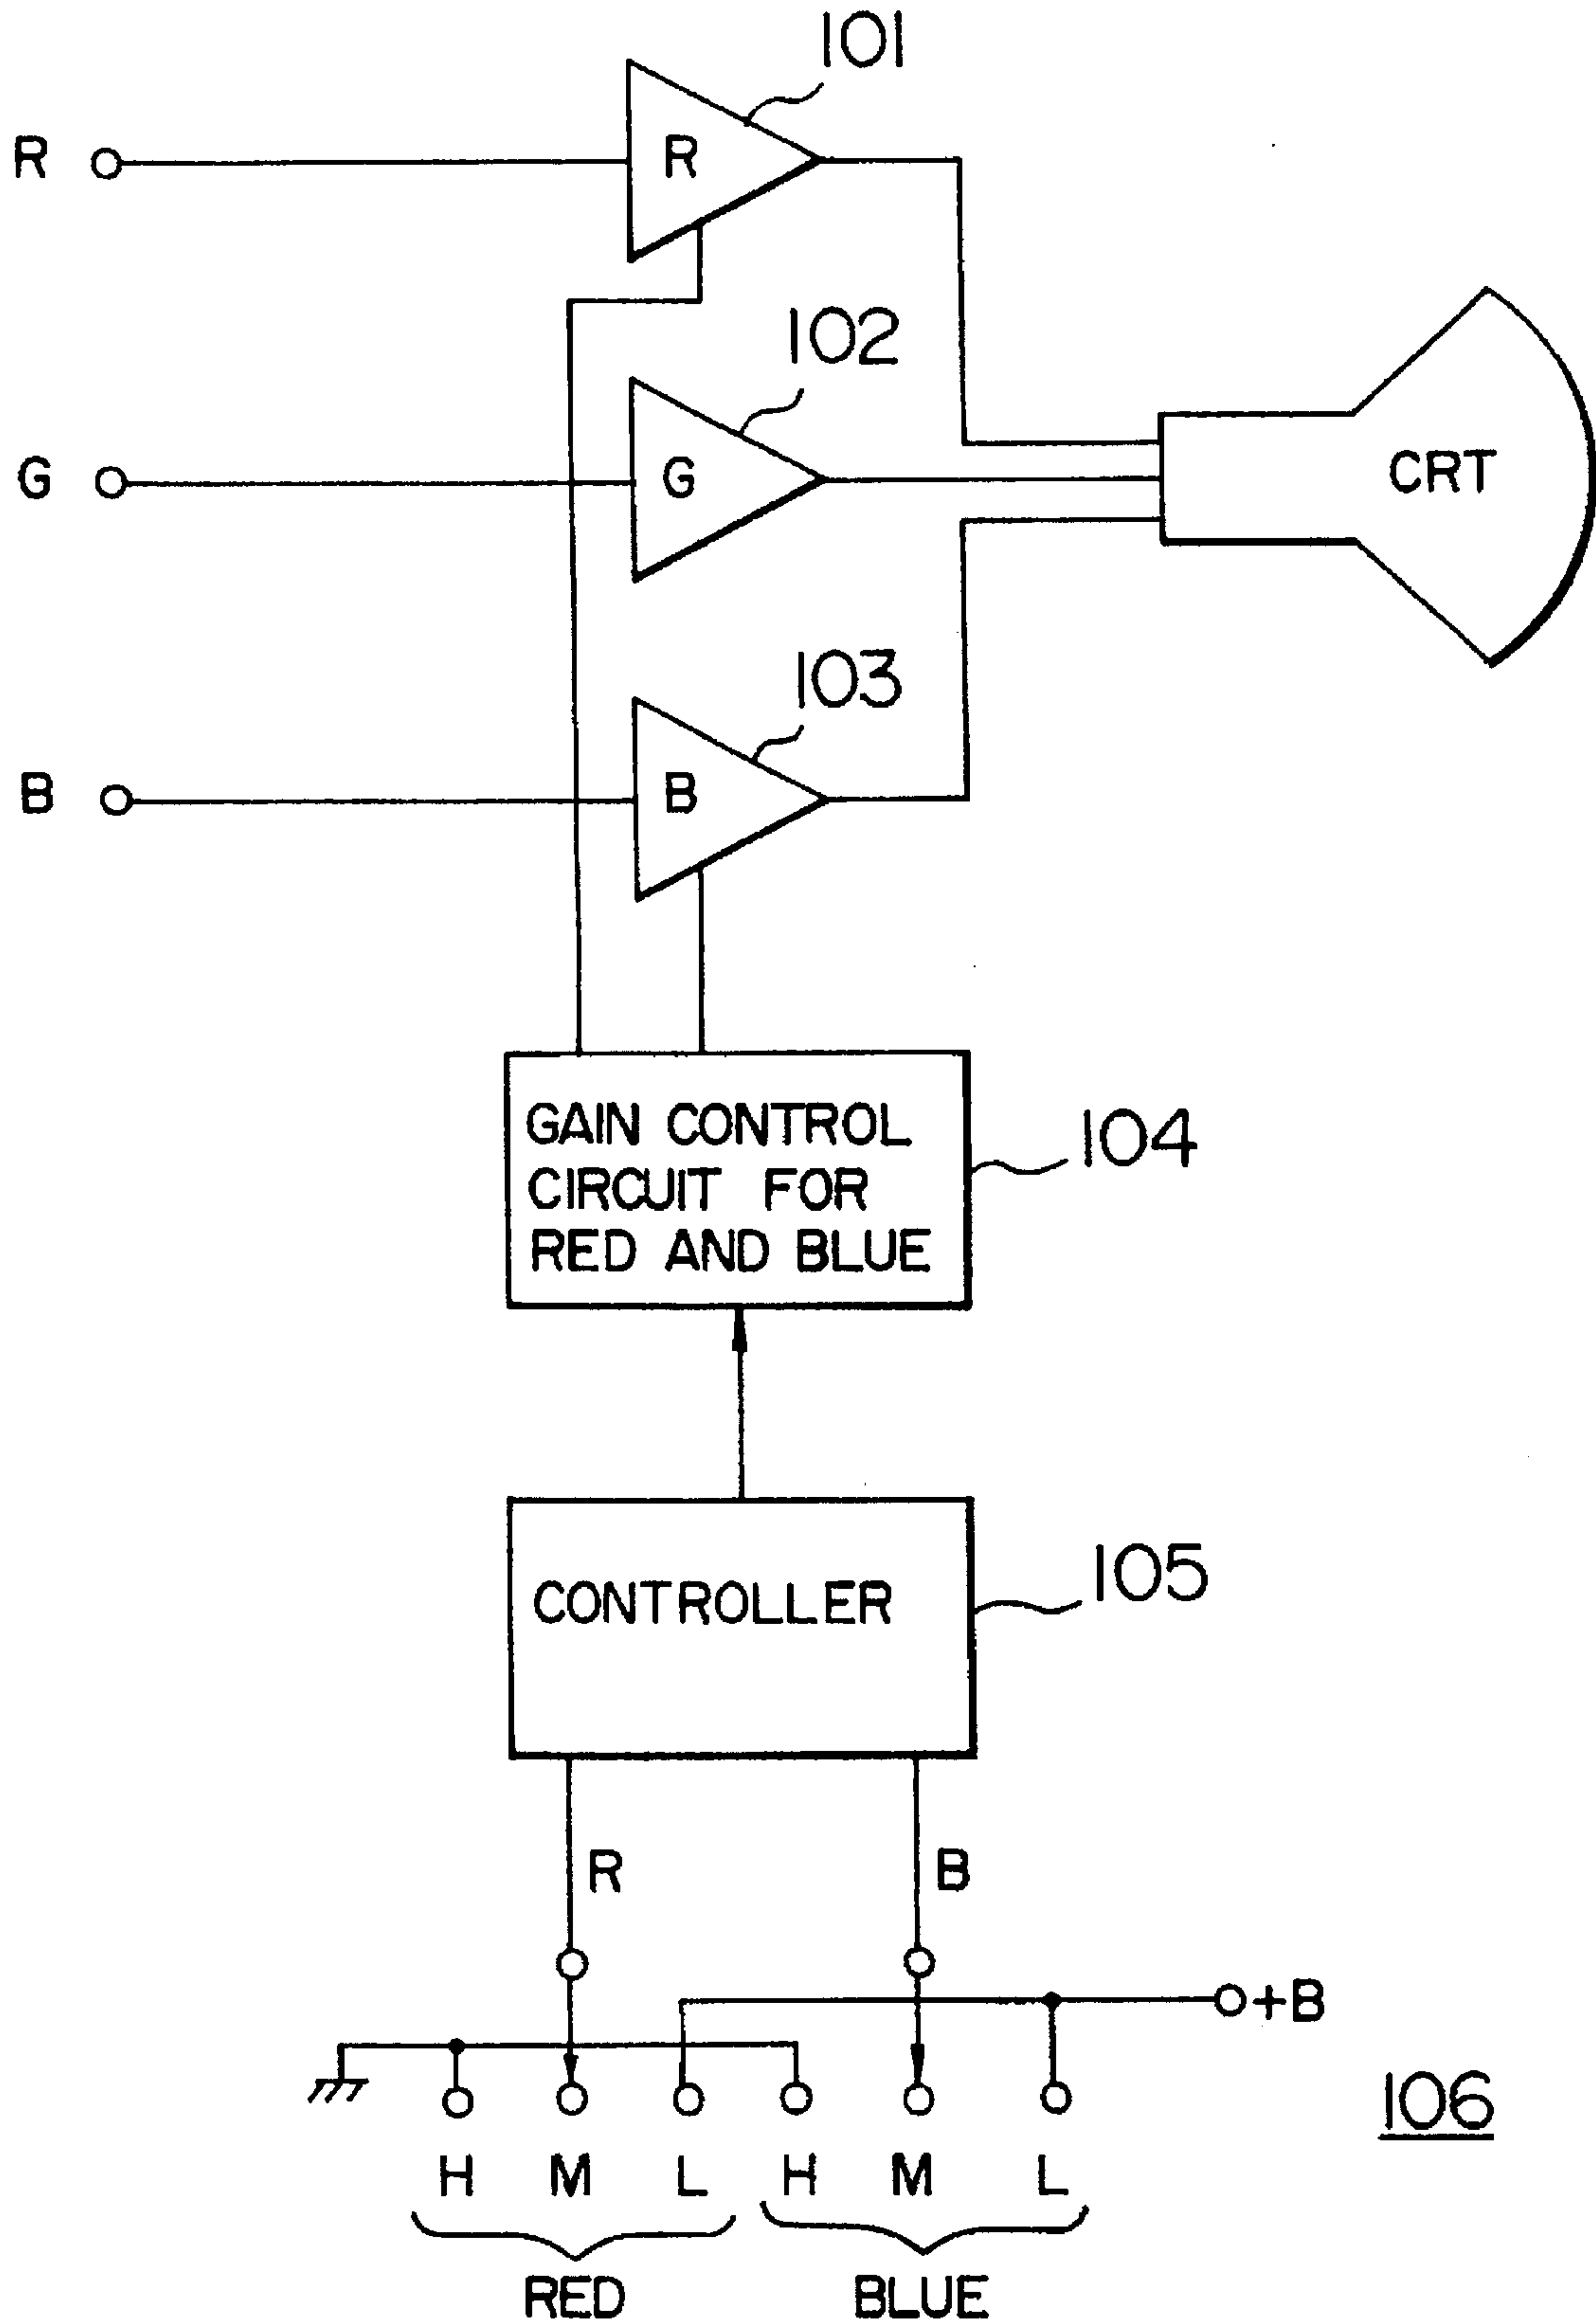 101
R
R
102
G
G
CRT
103
B
B
GAIN CONTROL
CIRCUIT FOR
RED AND BLUE
104
CONTROLLER
105
R
B
+B
106
H M L H M L
RED BLUE